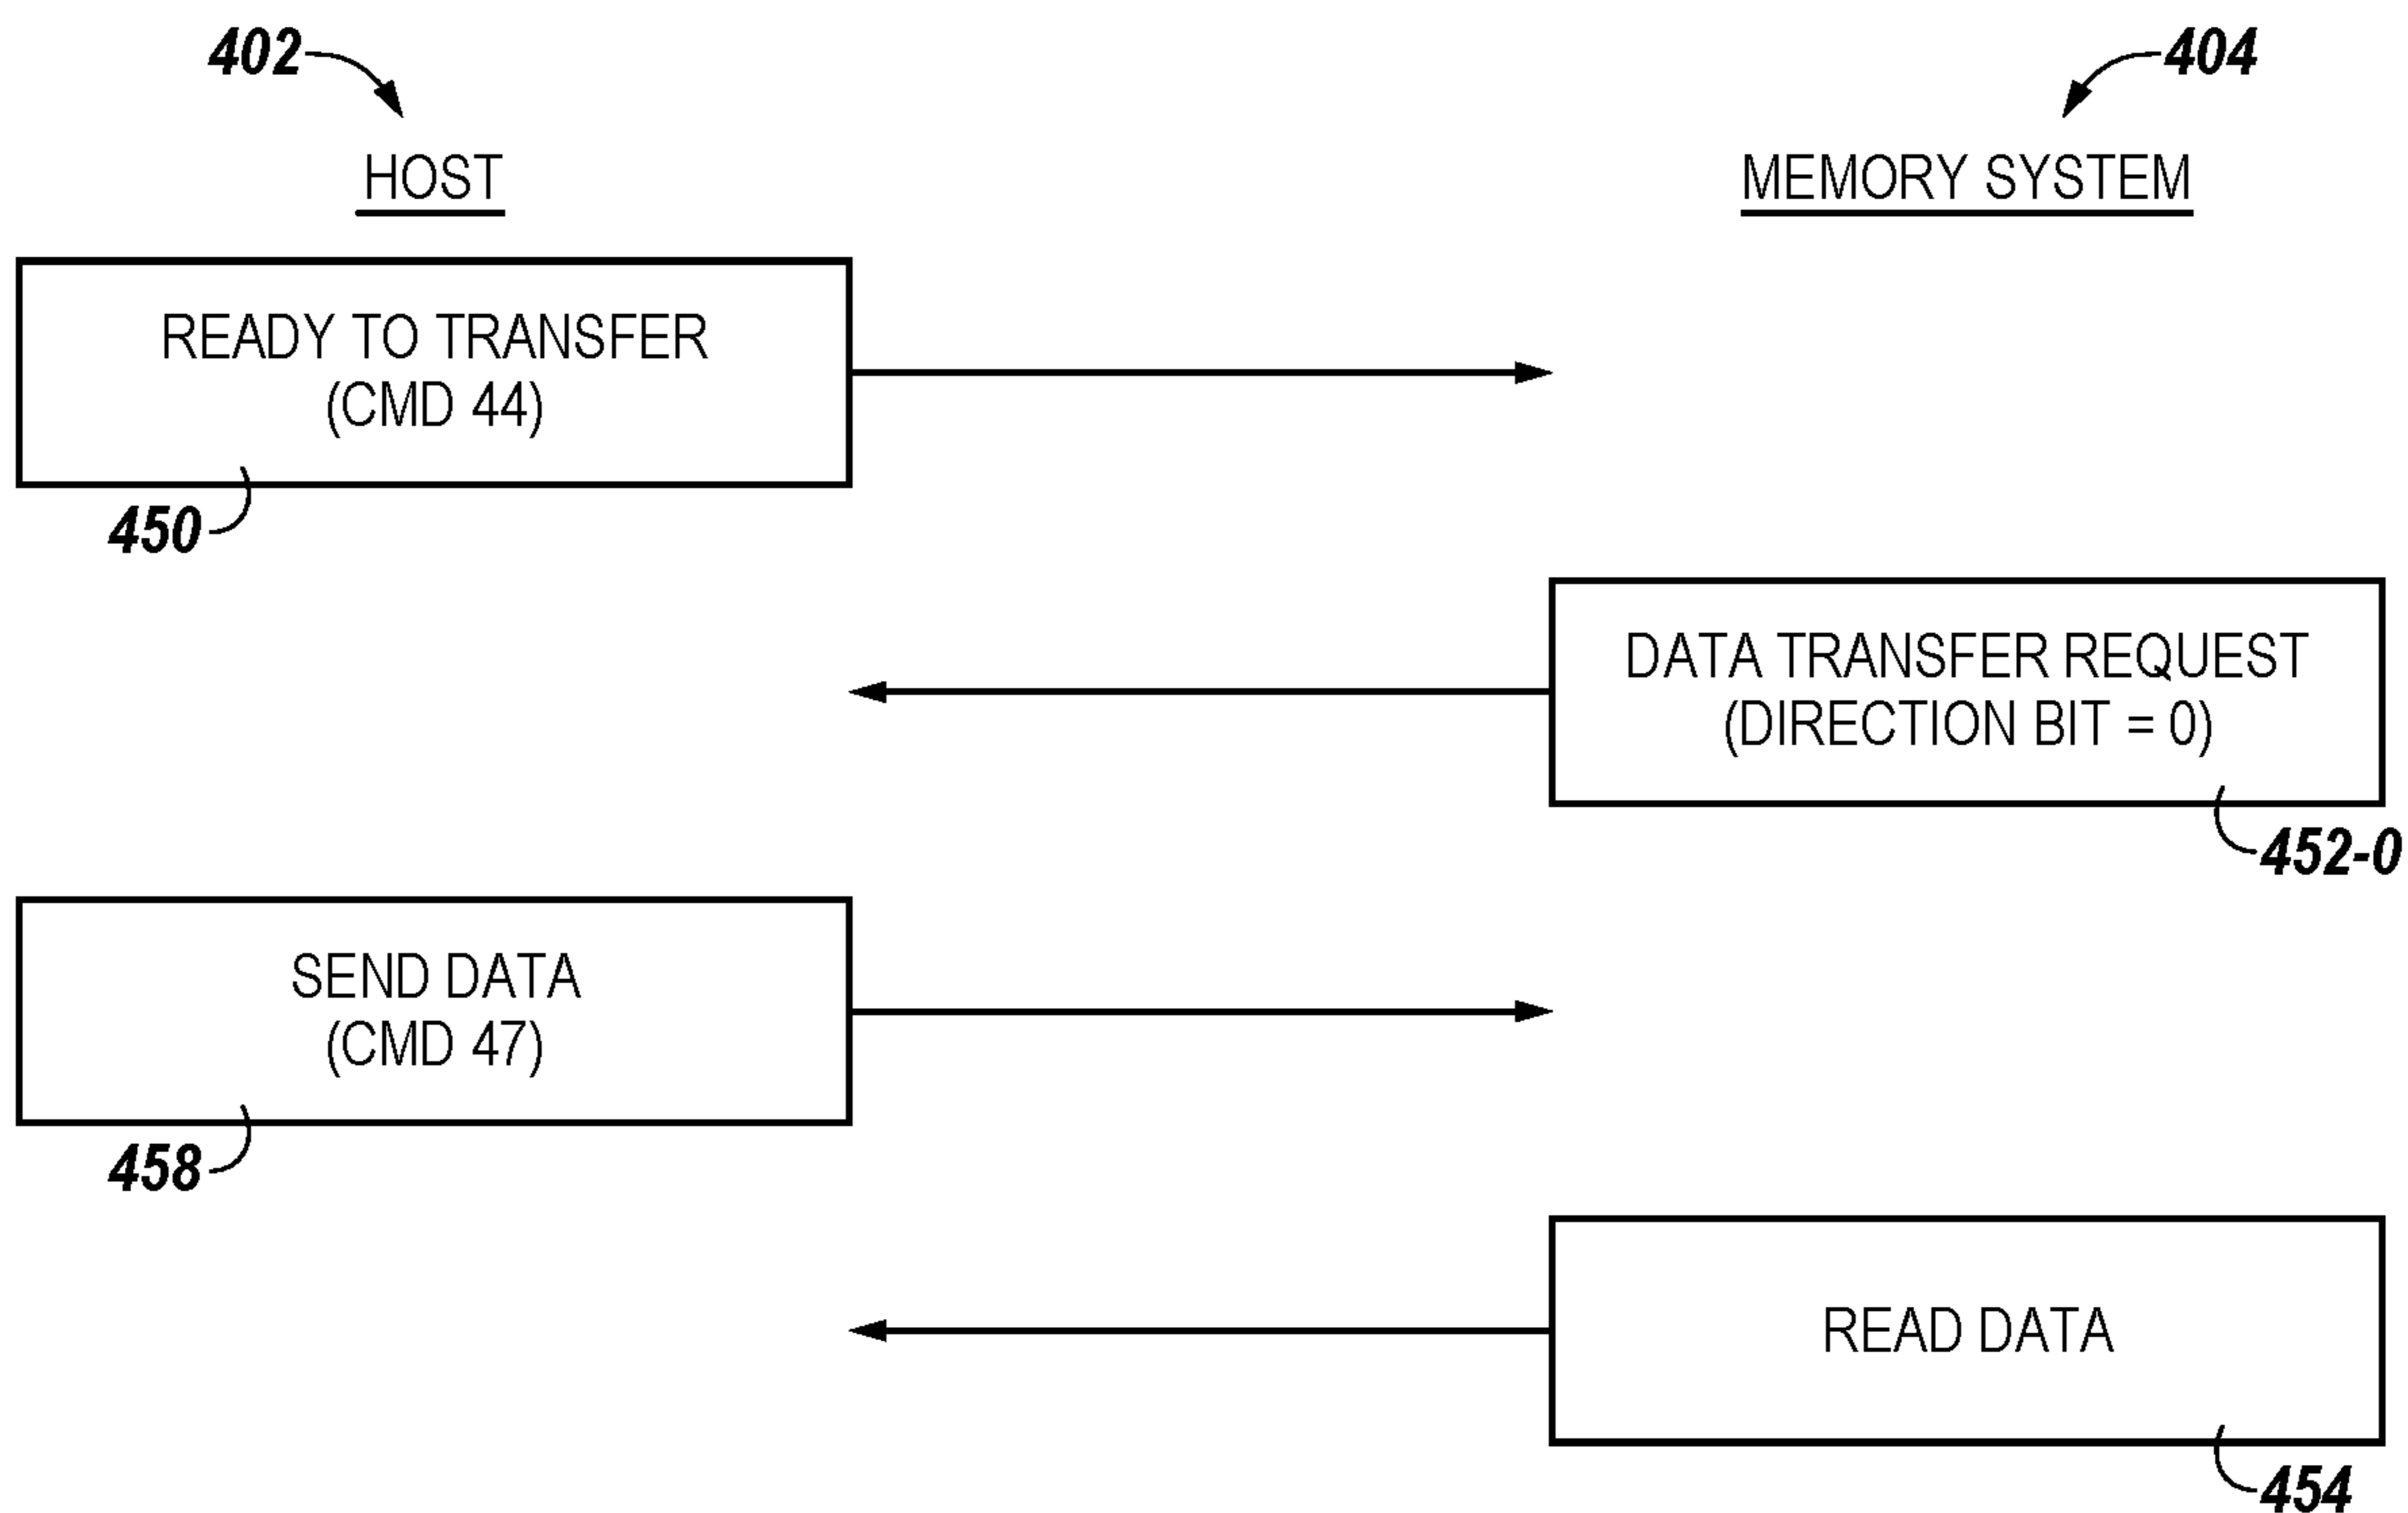 402
404
HOST
MEMORY SYSTEM
READY TO TRANSFER
(CMD 44)
450
DATA TRANSFER REQUEST
(DIRECTION BIT = 0)
452-0
SEND DATA
(CMD 47)
458
READ DATA
454